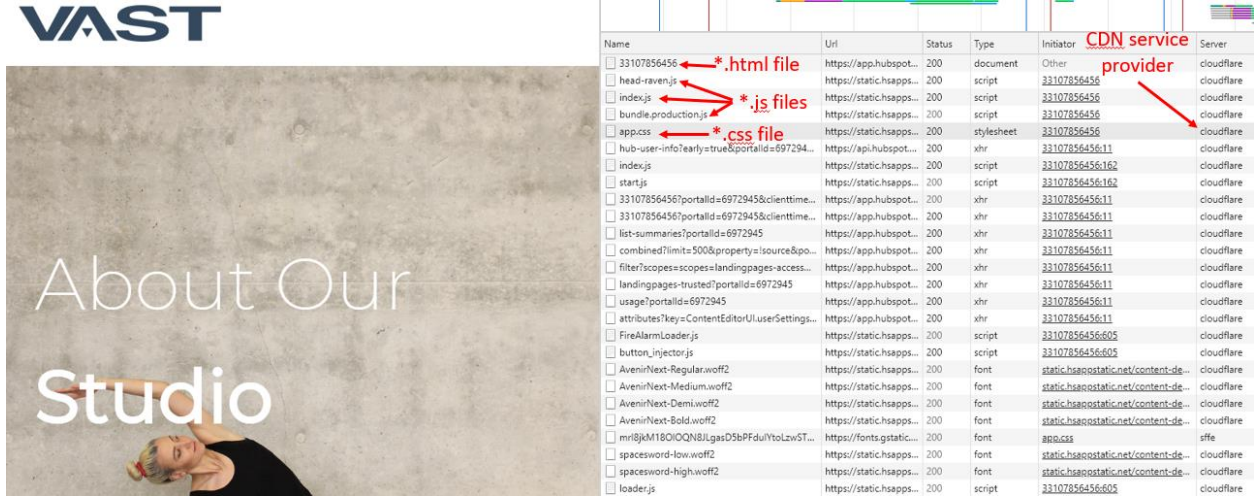 VAST
About Our
Studio
Name Url Status Type Initiator Server
CDN service
provider
33107856456 https://app.hubspot... 200 document Other cloudflare
*.html file
head-raven.js https://static.hsapps... 200 script 33107856456 cloudflare
index.js https://static.hsapps... 200 script 33107856456 cloudflare
*.js files
bundle.production.js https://static.hsapps... 200 script 33107856456 cloudflare
app.css https://static.hsapps... 200 stylesheet 33107856456 cloudflare
*.css file
hub-user-info?early=true&portalId=697294... https://api.hubspot.... 200 xhr 33107856456:11 cloudflare
index.js https://static.hsapps... 200 script 33107856456:162 cloudflare
start.js https://static.hsapps... 200 script 33107856456:162 cloudflare
33107856456?portalId=6972945&clienttime... https://app.hubspot... 200 xhr 33107856456:11 cloudflare
33107856456?portalId=6972945&clienttime... https://app.hubspot... 200 xhr 33107856456:11 cloudflare
list-summaries?portalId=6972945 https://app.hubspot... 200 xhr 33107856456:11 cloudflare
combined?limit=500&property=!source&po... https://app.hubspot... 200 xhr 33107856456:11 cloudflare
filter?scopes=scopes=landingpages-access... https://app.hubspot... 200 xhr 33107856456:11 cloudflare
landingpages-trusted?portalId=6972945 https://app.hubspot... 200 xhr 33107856456:11 cloudflare
usage?portalId=6972945 https://app.hubspot... 200 xhr 33107856456:11 cloudflare
attributes?key=ContentEditorUI.userSettings... https://app.hubspot... 200 xhr 33107856456:11 cloudflare
FireAlarmLoader.js https://static.hsapps... 200 script 33107856456:605 cloudflare
button_injector.js https://static.hsapps... 200 script 33107856456:605 cloudflare
AvenirNext-Regular.woff2 https://static.hsapps... 200 font static.hsappstatic.net/content-de... cloudflare
AvenirNext-Medium.woff2 https://static.hsapps... 200 font static.hsappstatic.net/content-de... cloudflare
AvenirNext-Demi.woff2 https://static.hsapps... 200 font static.hsappstatic.net/content-de... cloudflare
AvenirNext-Bold.woff2 https://static.hsapps... 200 font static.hsappstatic.net/content-de... cloudflare
https://fonts.gstatic.... 200 font app.css sffe
spacesword-low.woff2 https://static.hsapps... 200 font static.hsappstatic.net/content-de... cloudflare
spacesword-high.woff2 https://static.hsapps... 200 font static.hsappstatic.net/content-de... cloudflare
loader.js https://static.hsapps... 200 script 33107856456:605 cloudflare